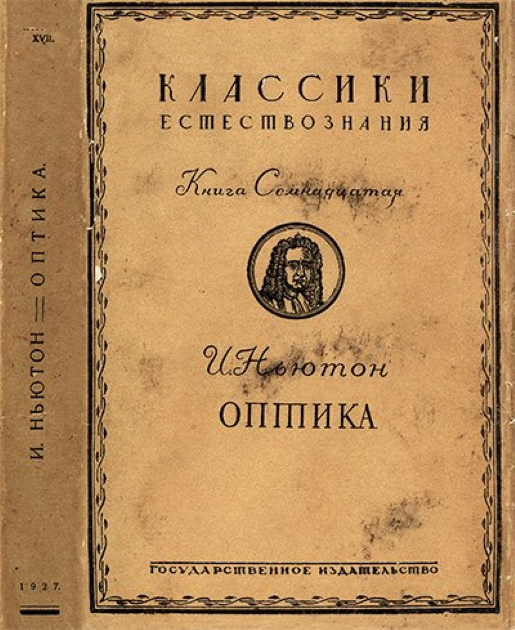 XVII.
И. НЬЮТОН = ОПТИКА.
1927.
КЛАССИКИ
ЕСТЕСТВОЗНАНИЯ
Книга Семнадцатая
И. Ньютон
ОПТИКА
ГОСУДАРСТВЕННОЕ ИЗДАТЕЛЬСТВО